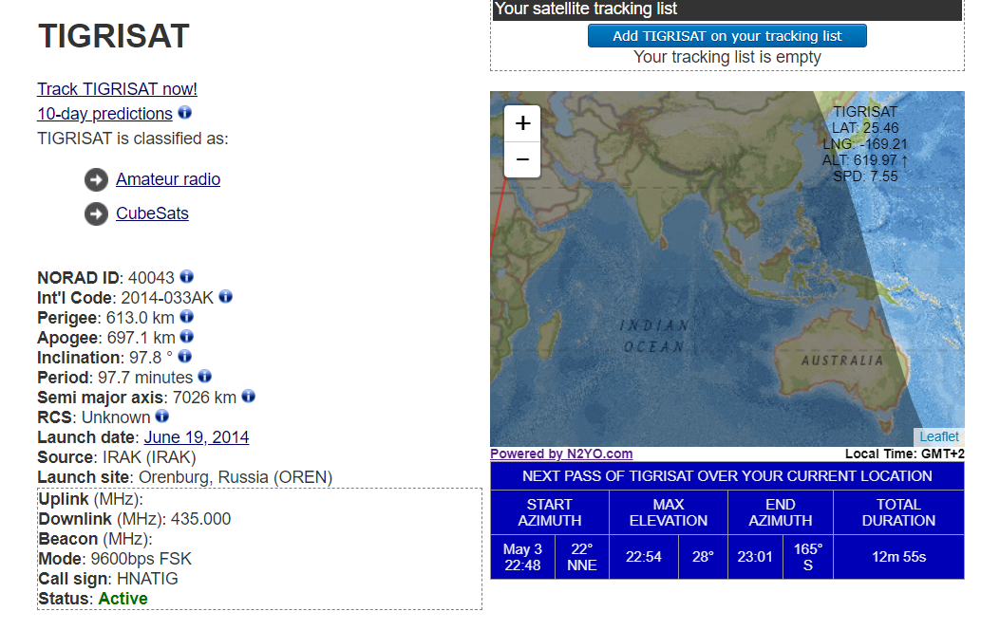 TIGRISAT
Track TIGRISAT now!
10-day predictions
TIGRISAT is classified as:
Amateur radio
CubeSats
NORAD ID: 40043
Int'l Code: 2014-033AK
Perigee: 613.0 km
Apogee: 697.1 km
Inclination: 97.8 °
Period: 97.7 minutes
Semi major axis: 7026 km
RCS: Unknown
Launch date: June 19, 2014
Source: IRAK (IRAK)
Launch site: Orenburg, Russia (OREN)
Uplink (MHz):
Downlink (MHz): 435.000
Beacon (MHz):
Mode: 9600bps FSK
Call sign: HNATIG
Status: Active
Your satellite tracking list
Add TIGRISAT on your tracking list
Your tracking list is empty
+
−
TIGRISAT
LAT: 25.46
LNG: -169.21
ALT: 619.97 ↑
SPD: 7.55
INDIAN
OCEAN
AUSTRALIA
Leaflet
Powered by N2YO.com Local Time: GMT+2
NEXT PASS OF TIGRISAT OVER YOUR CURRENT LOCATION
START MAX END TOTAL
AZIMUTH ELEVATION AZIMUTH DURATION
May 3 22° 22:54 28° 23:01 165° 12m 55s
22:48 NNE S